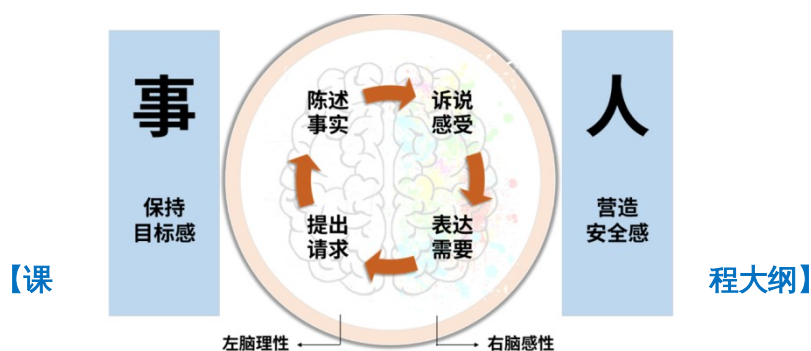 事
保持
目标感
陈述
事实
诉说
感受
提出
请求
表达
需要
人
营造
安全感
【课
程大纲】
左脑理性
右脑感性